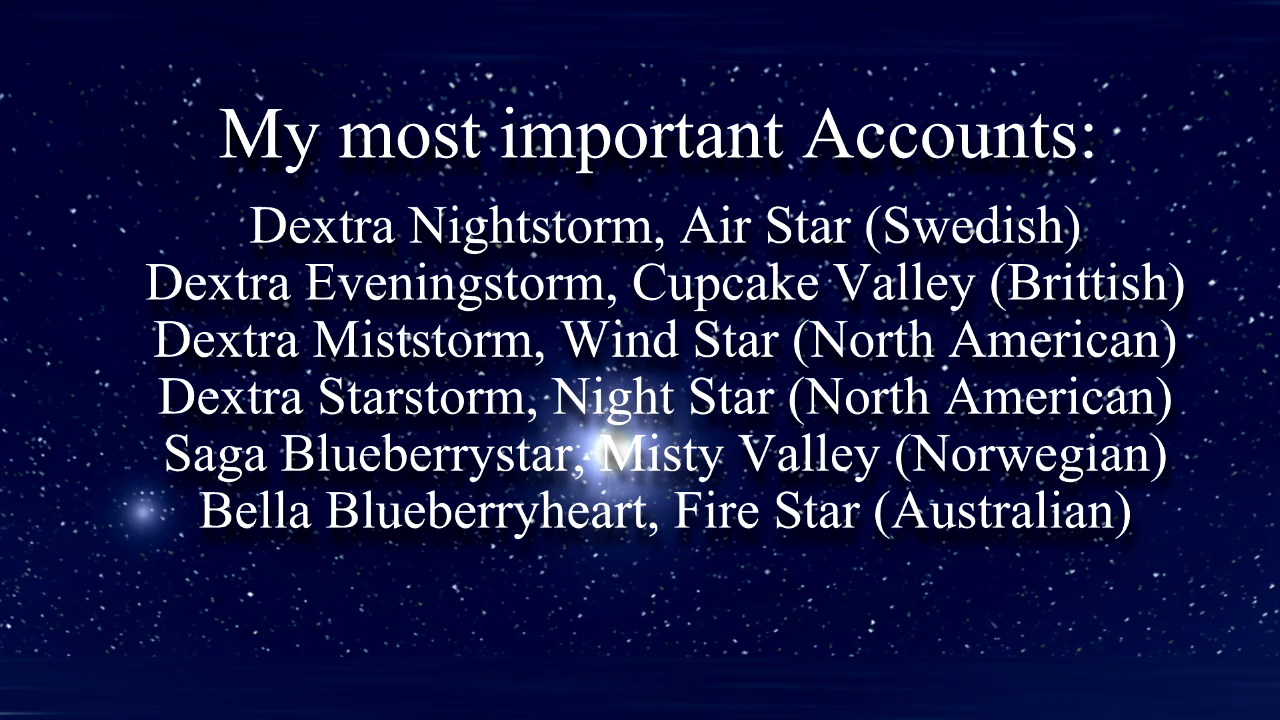 My most important Accounts:
Dextra Nightstorm, Air Star (Swedish)
Dextra Eveningstorm, Cupcake Valley (Brittish)
Dextra Miststorm, Wind Star (North American)
Dextra Starstorm, Night Star (North American)
Saga Blueberrystar, Misty Valley (Norwegian)
Bella Blueberryheart, Fire Star (Australian)